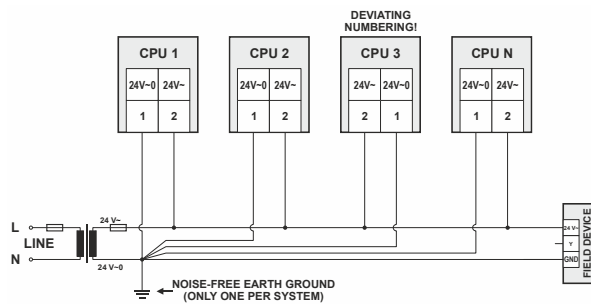 DEVIATING
NUMBERING!
CPU 1
CPU 2
CPU 3
CPU N
24V~0 24V~
24V~0 24V~
24V~0 24V~
24V~0 24V~
1 2
1 2
2 1
1 2
L
LINE
N
24 V~
24 V~0
24 V~
Y
GND
FIELD DEVICE
NOISE-FREE EARTH GROUND
(ONLY ONE PER SYSTEM)